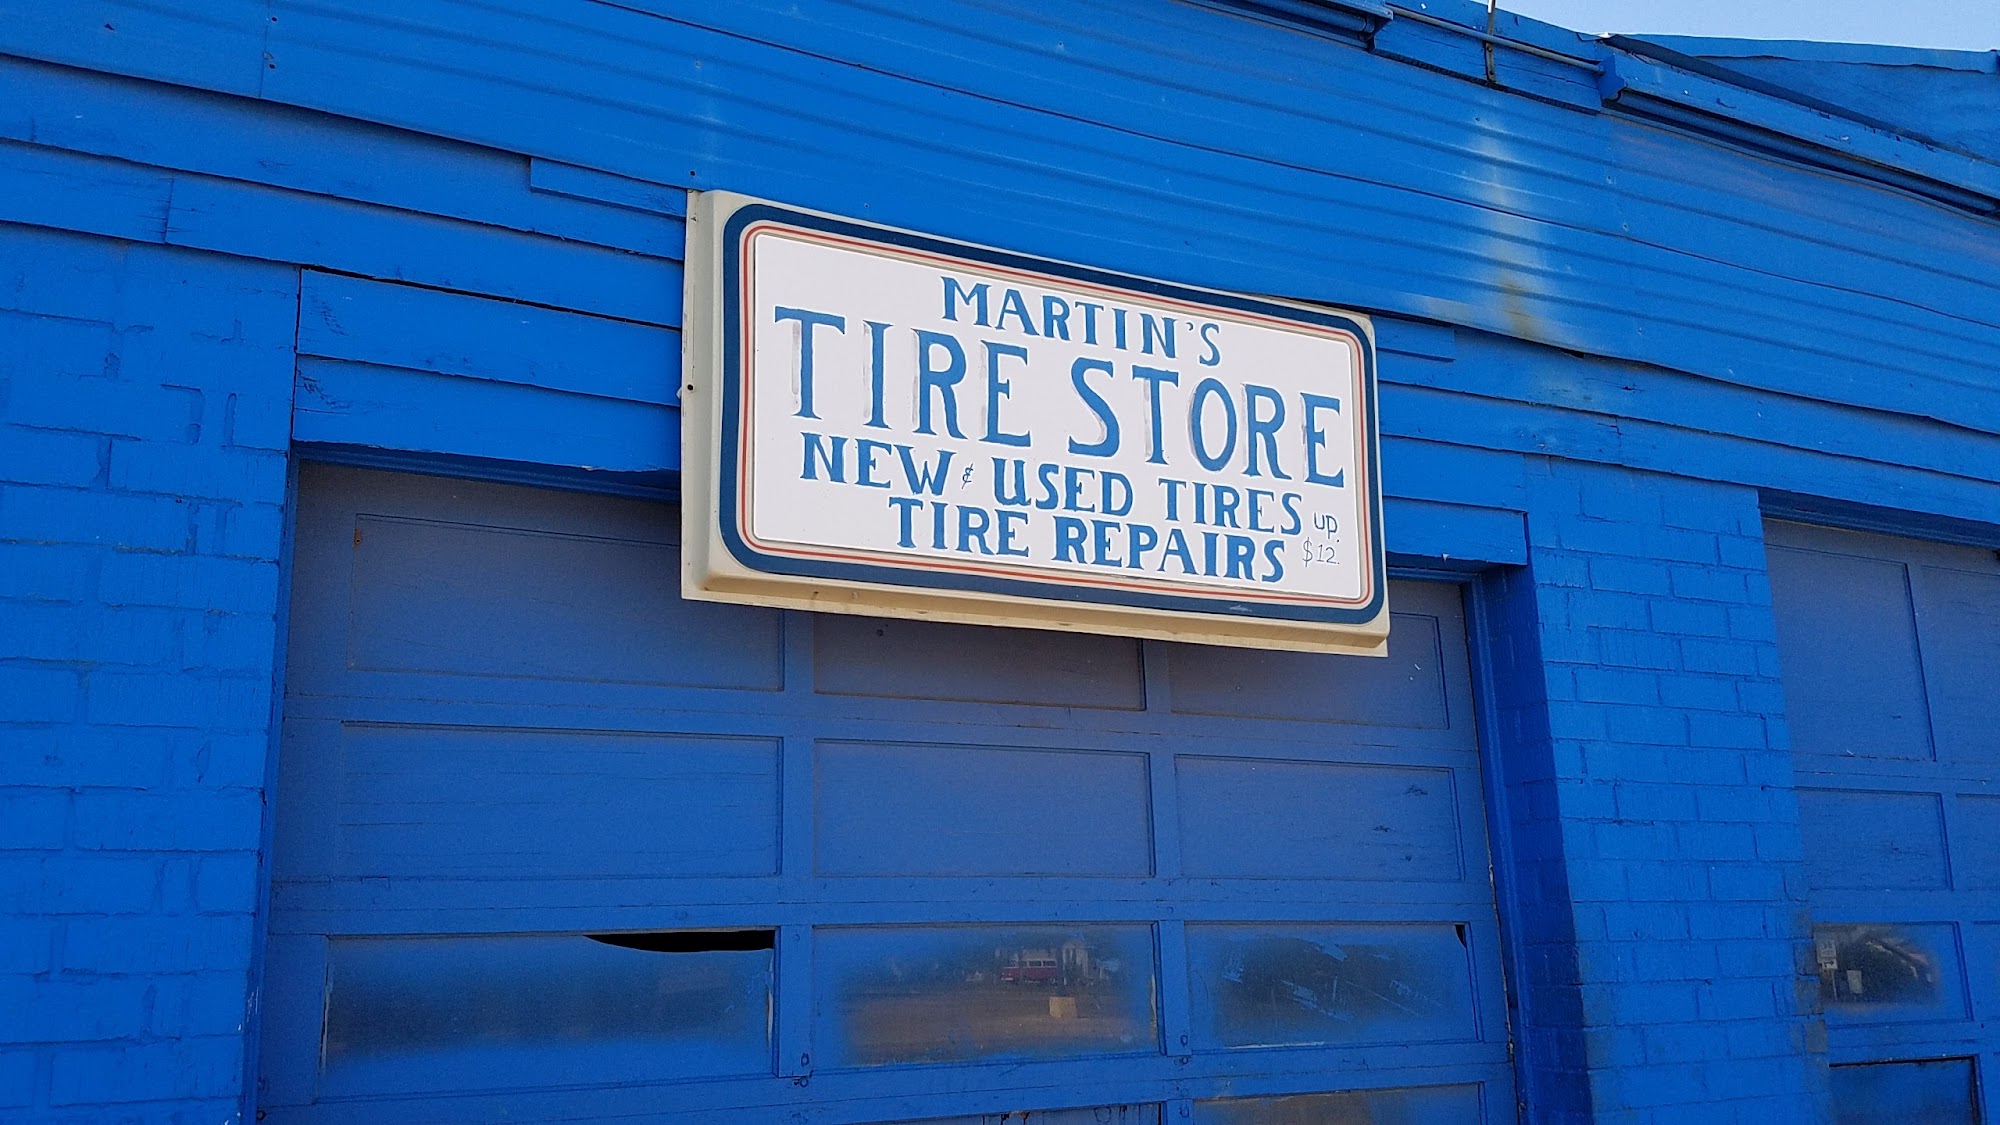 MARTIN'S
TIRE STORE
NEW & USED TIRES
TIRE REPAIRS
UP.
$12.